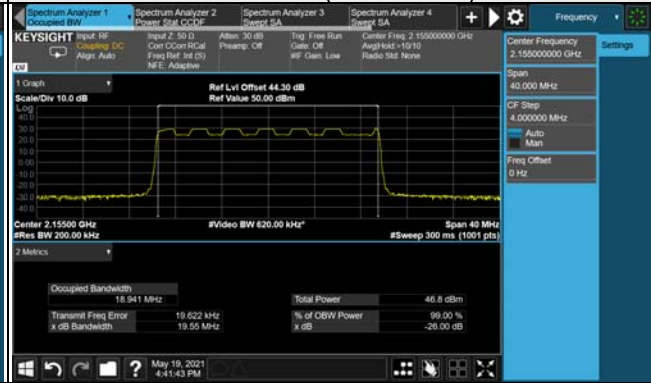 Spectrum Analyzer 1
Occupied BW
Spectrum Analyzer 2
Power Stat CCDF
Spectrum Analyzer 3
Swept SA
Spectrum Analyzer 4
Swept SA
Frequency
KEYSIGHT
Input: RF
Coupling: DC
Align: Auto
Input Z: 50 Ω
Corr CCorr RCal
Freq Ref: Int (S)
NFE: Adaptive
Atten: 30 dB
Preamp: Off
Trig: Free Run
Gate: Off
#IF Gain: Low
Center Freq: 2.155000000 GHz
Avg|Hold:>10/10
Radio Std: None
Center Frequency
2.155000000 GHz
Settings
Span
40.000 MHz
CF Step
4.000000 MHz
Auto
Man
Freq Offset
0 Hz
1 Graph
Scale/Div 10.0 dB
Ref Lvl Offset 44.30 dB
Ref Value 50.00 dBm
Log
40.0
30.0
20.0
10.0
0.00
-10.0
-20.0
-30.0
-40.0
Center 2.15500 GHz
#Res BW 200.00 kHz
#Video BW 620.00 kHz*
Span 40 MHz
#Sweep 300 ms (1001 pts)
2 Metrics
Occupied Bandwidth
18.941 MHz
Total Power
46.8 dBm
Transmit Freq Error
19.622 kHz
% of OBW Power
99.00 %
x dB Bandwidth
19.55 MHz
x dB
-26.00 dB
May 19, 2021
4:41:43 PM